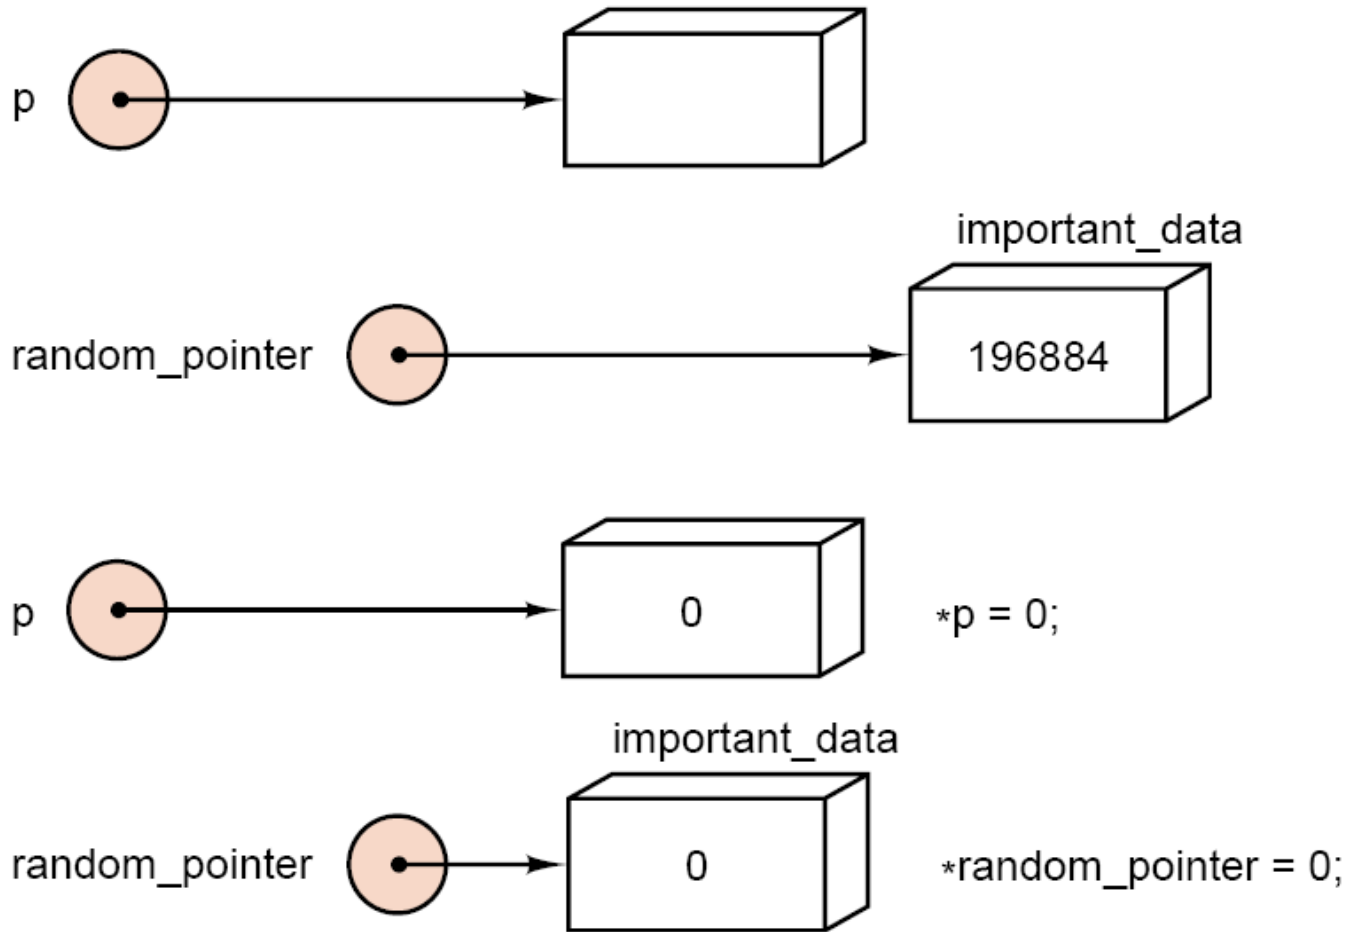 p
important_data
random_pointer 196884
p 0 *p = 0;
important_data
random_pointer 0 *random_pointer = 0;